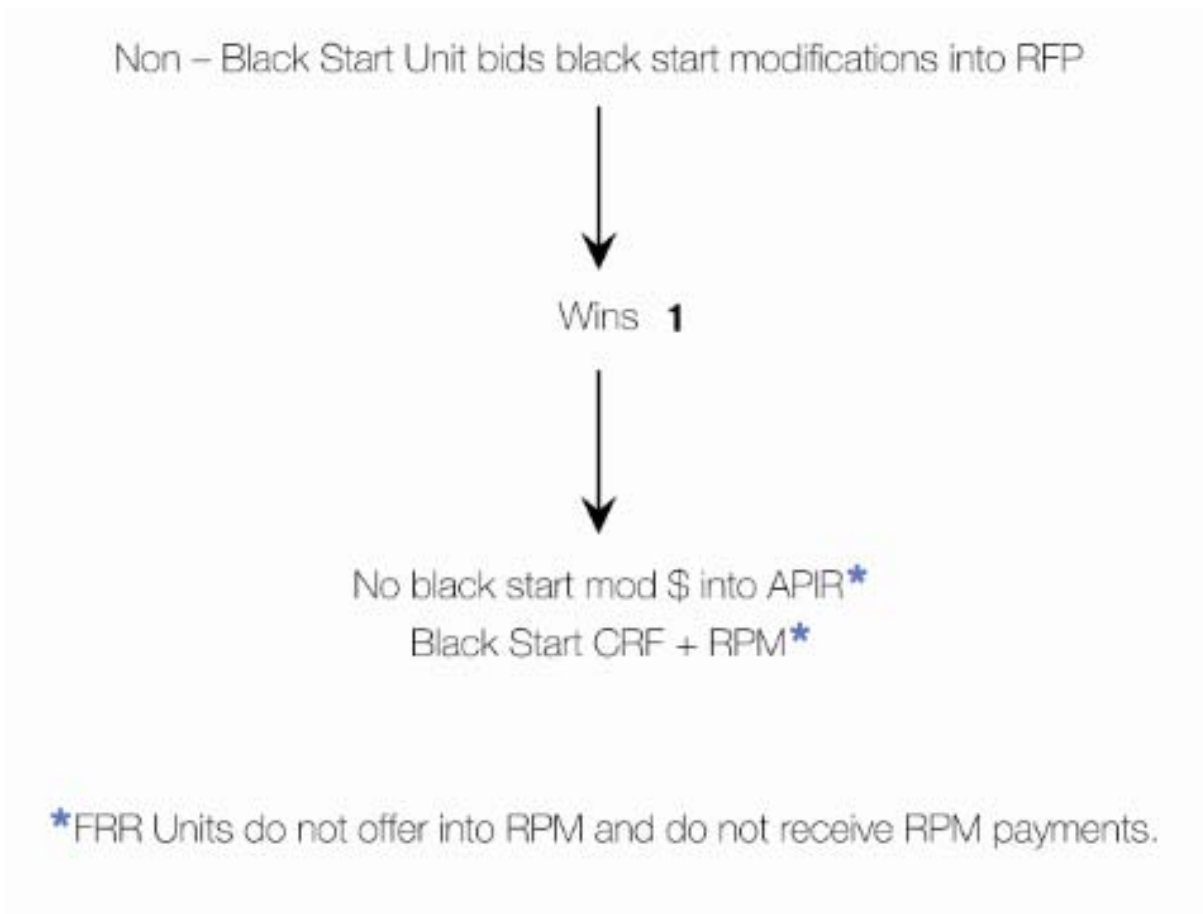 Non – Black Start Unit bids black start modifications into RFP
Wins 1
No black start mod $ into APIR*
Black Start CRF + RPM*
*FRR Units do not offer into RPM and do not receive RPM payments.